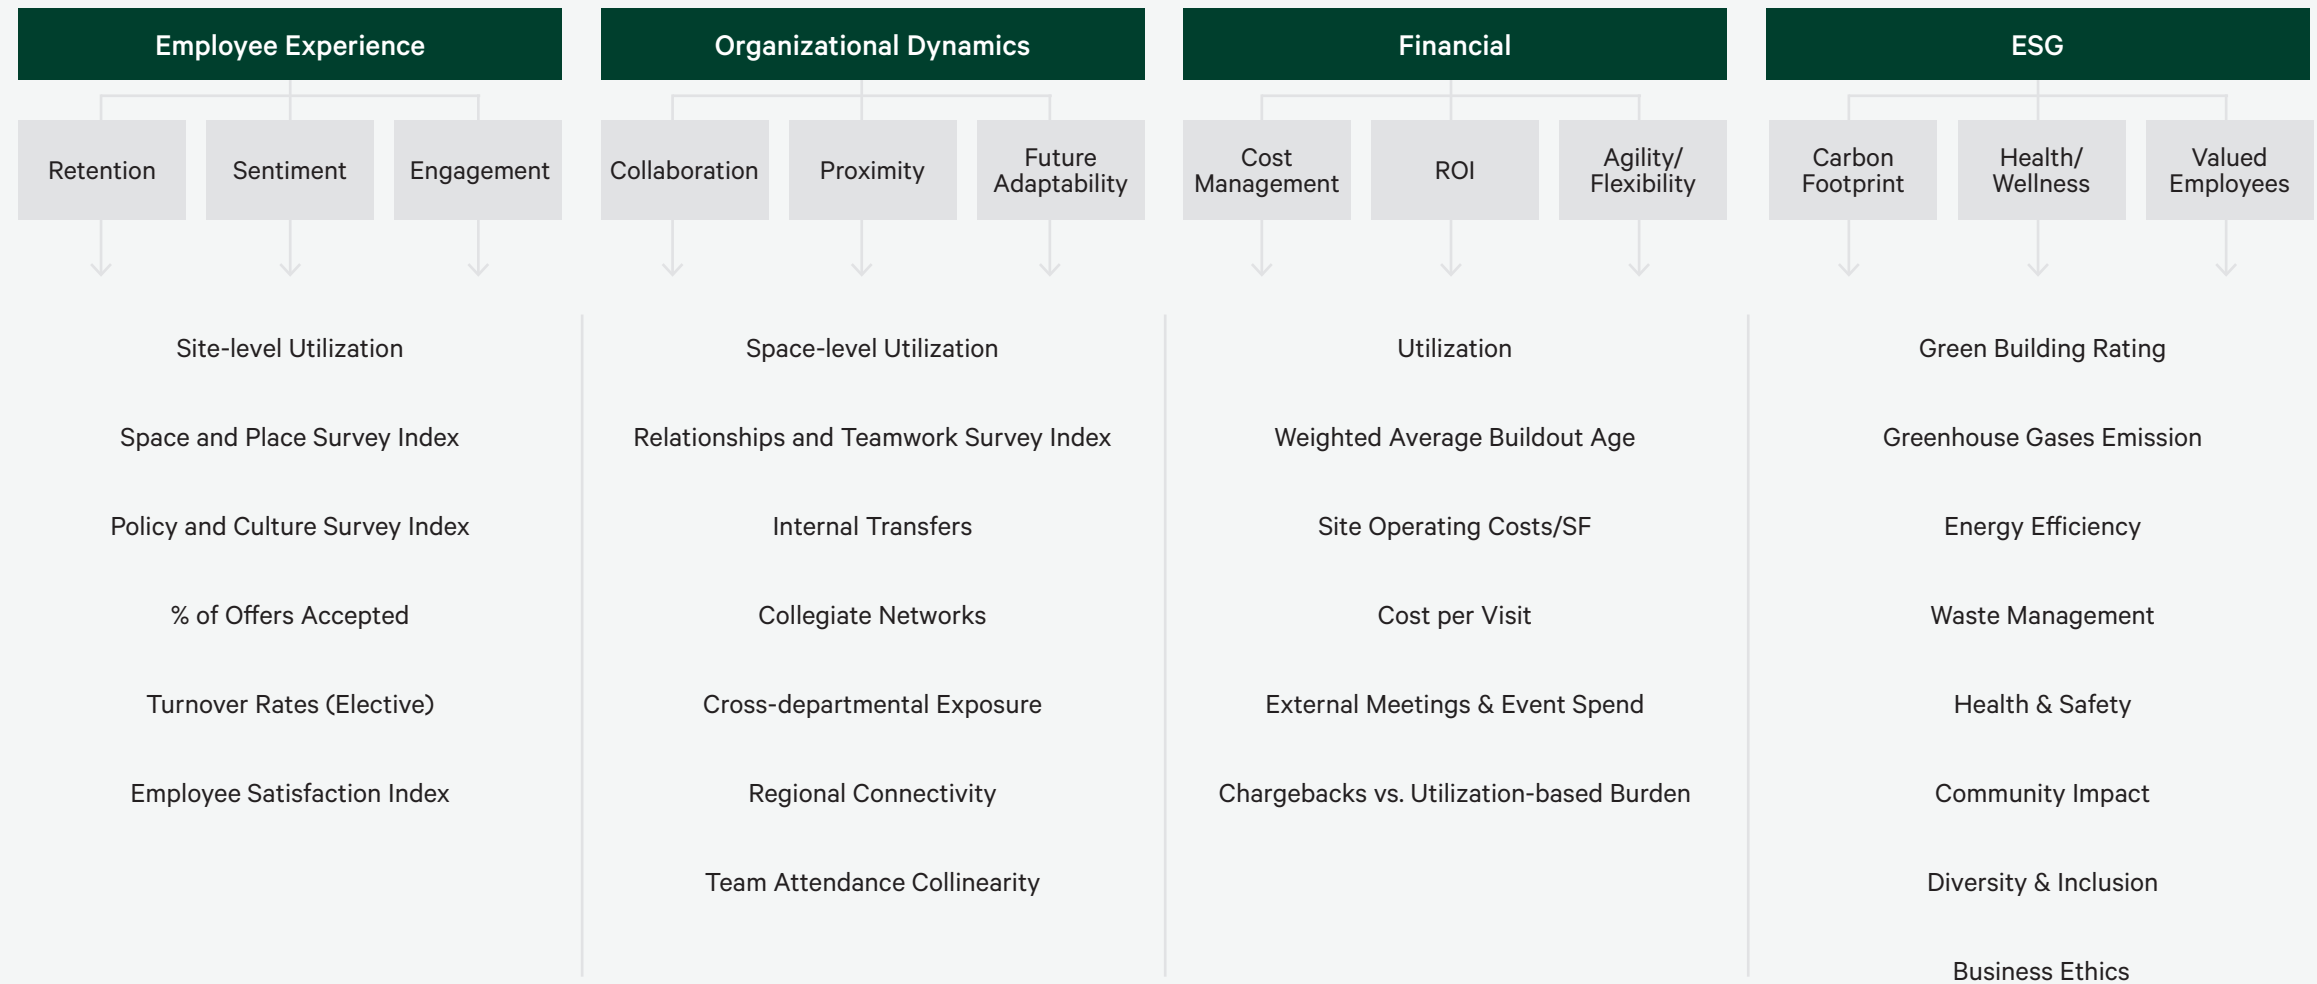 Employee Experience
Retention
Sentiment
Engagement
Site-level Utilization
Space and Place Survey Index
Policy and Culture Survey Index
% of Offers Accepted
Turnover Rates (Elective)
Employee Satisfaction Index
Organizational Dynamics
Collaboration
Proximity
Future
Adaptability
Space-level Utilization
Relationships and Teamwork Survey Index
Internal Transfers
Collegiate Networks
Cross-departmental Exposure
Regional Connectivity
Team Attendance Collinearity
Financial
Cost
Management
ROI
Agility/
Flexibility
Utilization
Weighted Average Buildout Age
Site Operating Costs/SF
Cost per Visit
External Meetings & Event Spend
Chargebacks vs. Utilization-based Burden
ESG
Carbon
Footprint
Health/
Wellness
Valued
Employees
Green Building Rating
Greenhouse Gases Emission
Energy Efficiency
Waste Management
Health & Safety
Community Impact
Diversity & Inclusion
Business Ethics